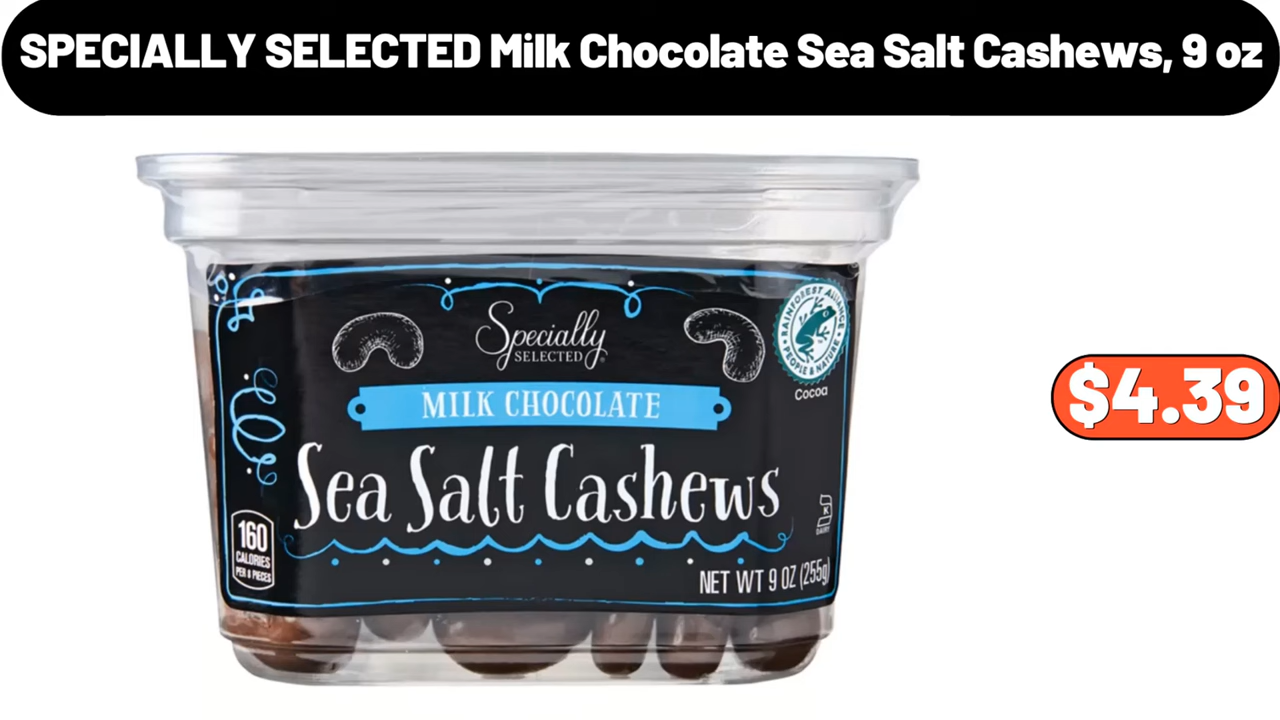 SPECIALLY SELECTED Milk Chocolate Sea Salt Cashews, 9 oz
Specially
SELECTED
RAINFOREST ALLIANCE
PEOPLE & NATURE
Cocoa
MILK CHOCOLATE
$4.39
Sea Salt Cashews
K
DAIRY
160
CALORIES
PER 8 PIECES
NET WT 9 OZ (255g)